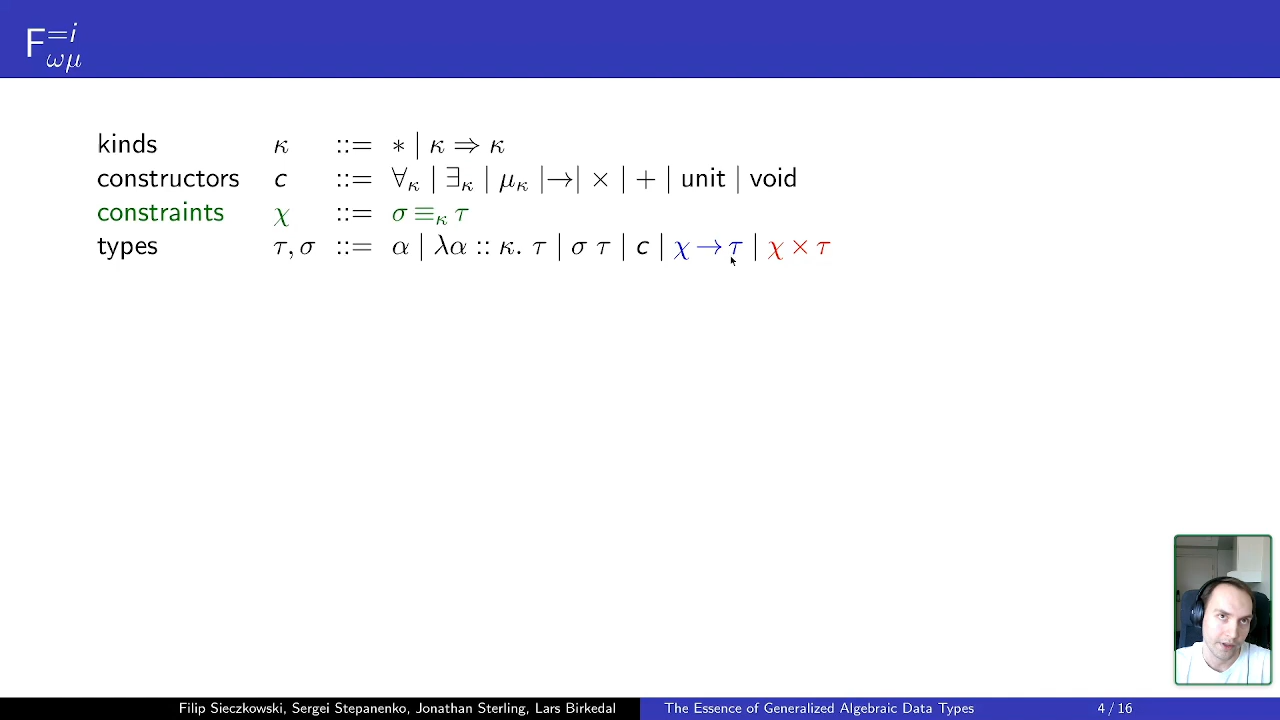 F=iωμ
kinds κ ::= ∗ | κ ⇒ κ
constructors c ::= ∀κ | ∃κ | μκ |→| × | + | unit | void
constraints χ ::= σ ≡κ τ
types τ, σ ::= α | λα :: κ. τ | σ τ | c | χ → τ | χ × τ
Filip Sieczkowski, Sergei Stepanenko, Jonathan Sterling, Lars Birkedal The Essence of Generalized Algebraic Data Types 4 / 16